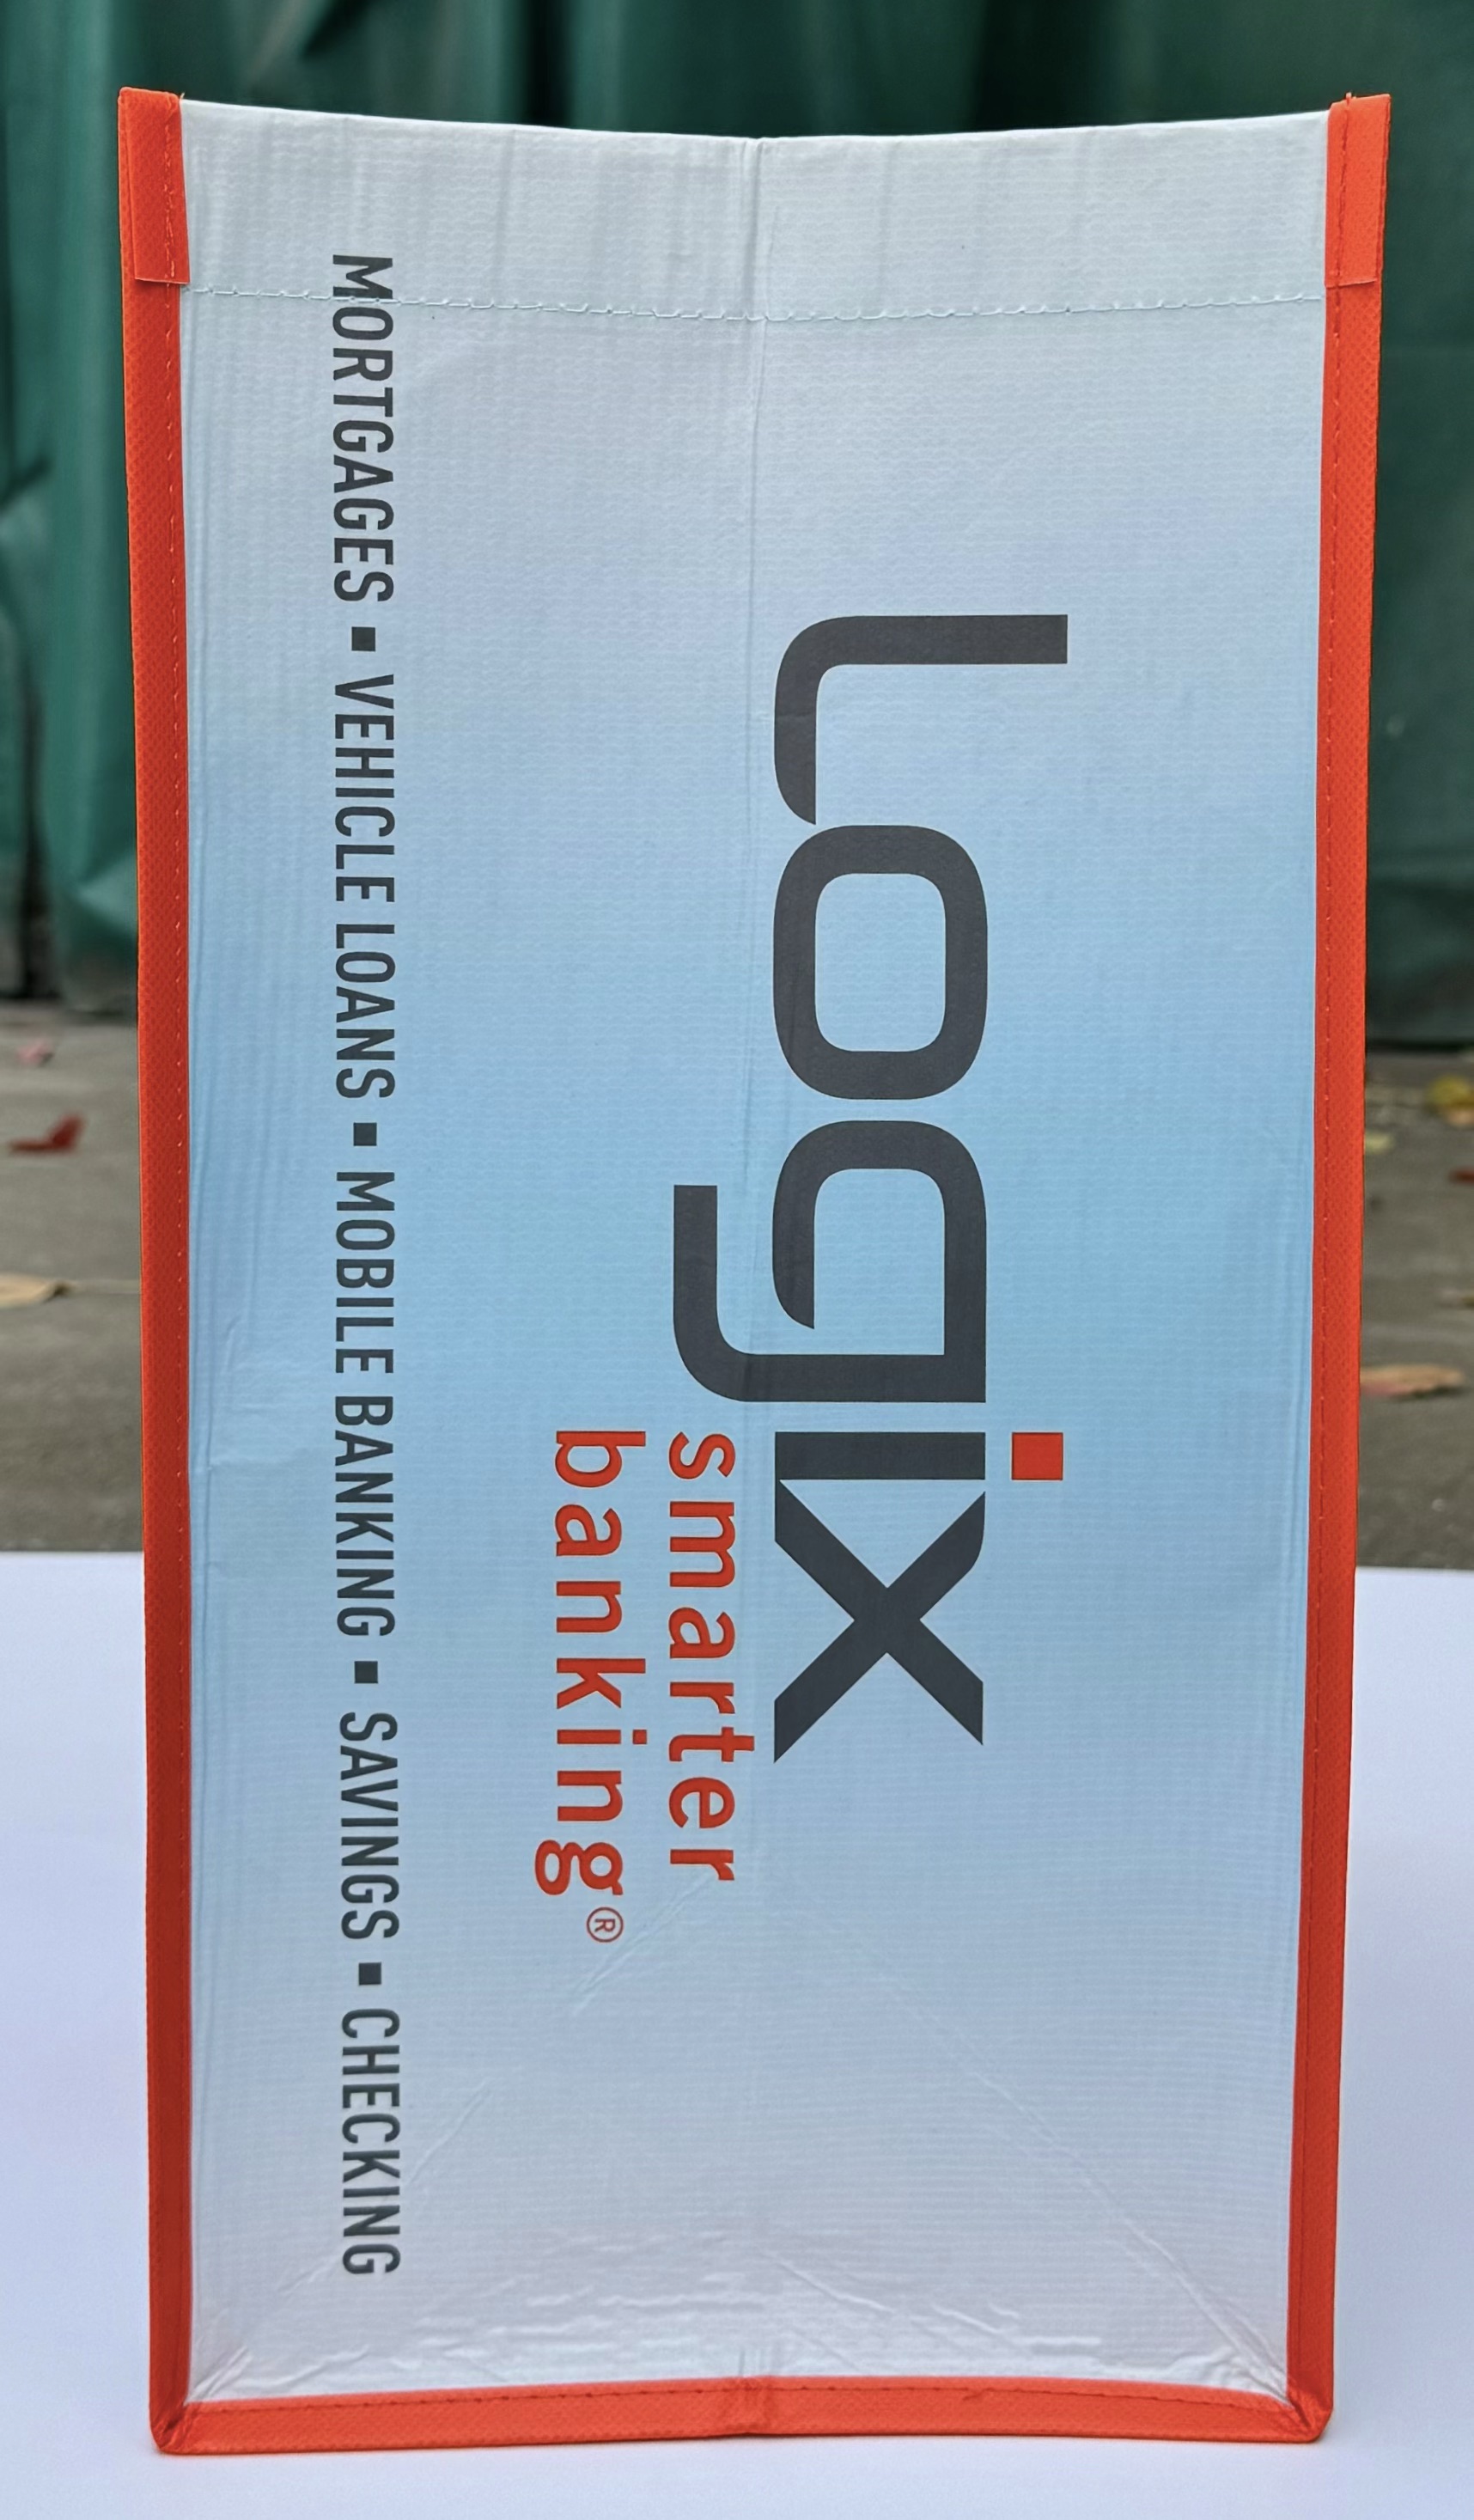 Logix
smarter
banking®
MORTGAGES ▪ VEHICLE LOANS ▪ MOBILE BANKING ▪ SAVINGS ▪ CHECKING